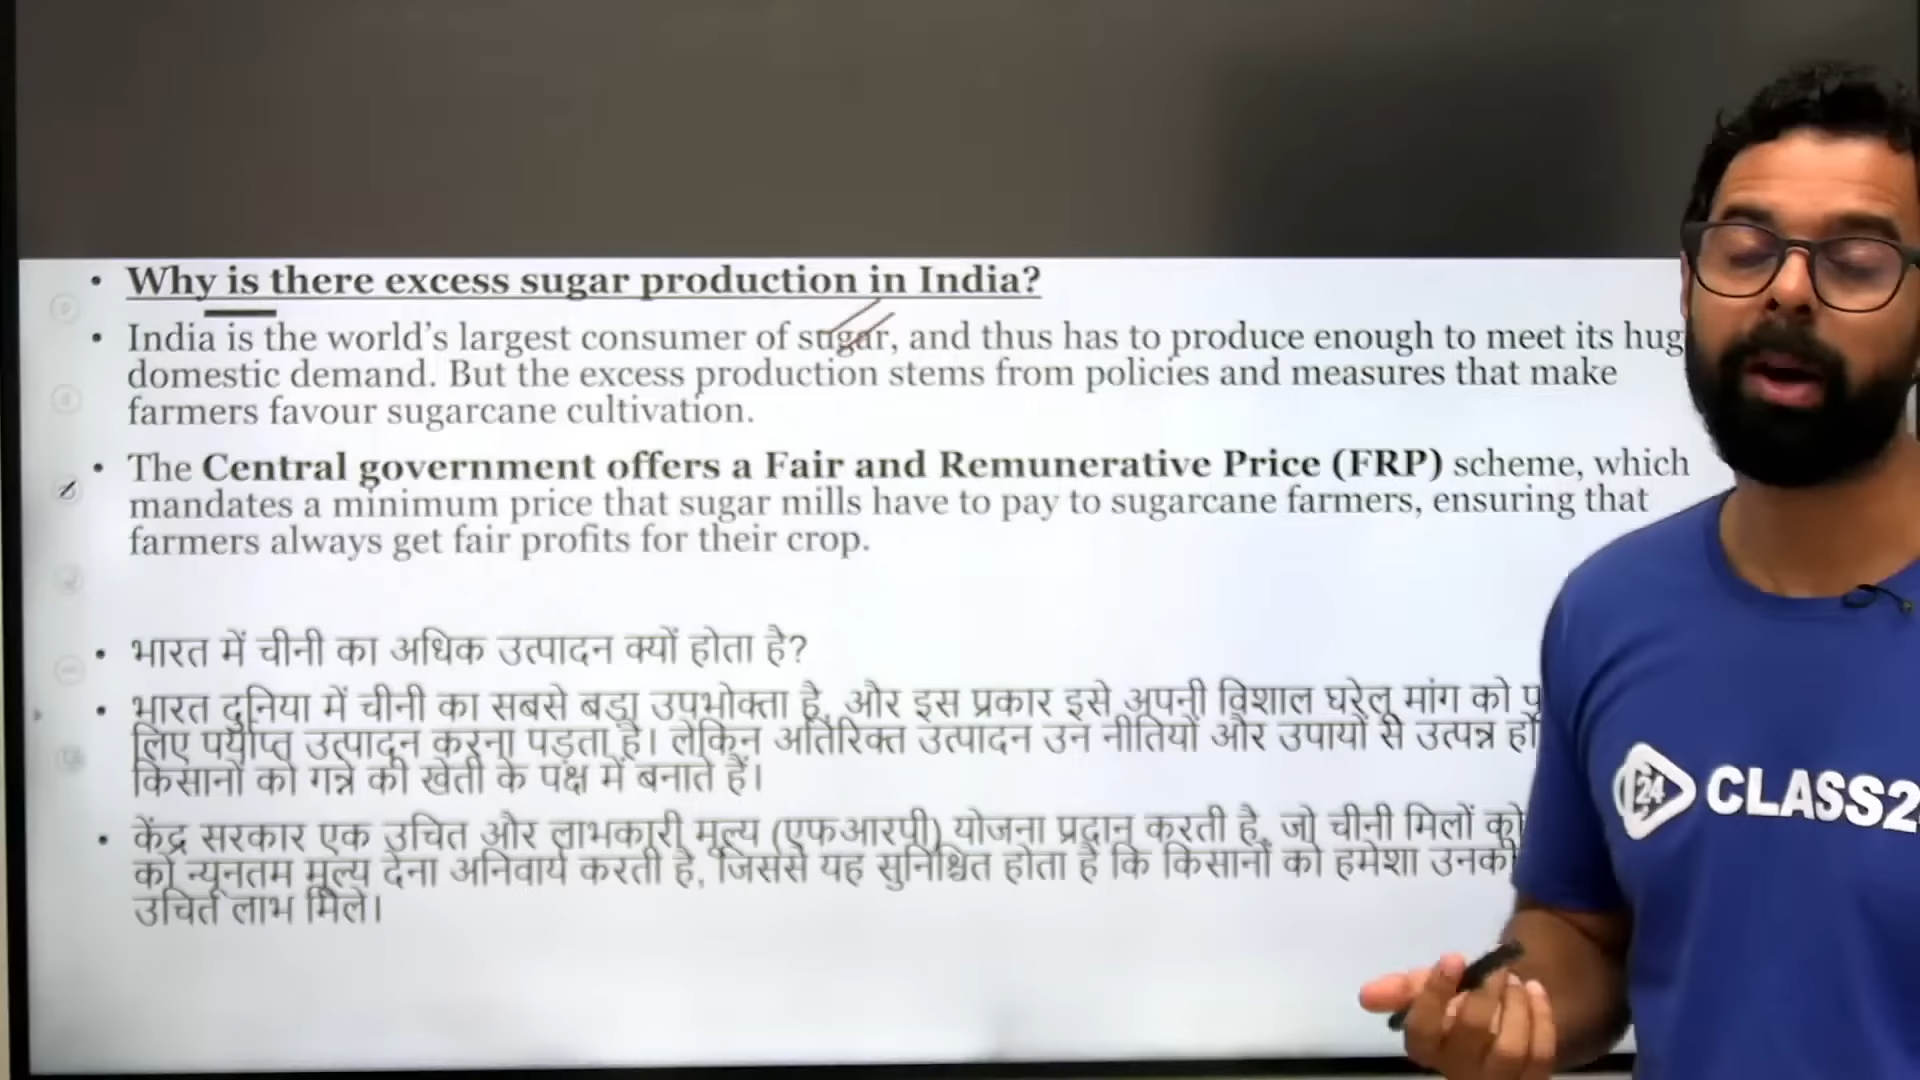 • Why is there excess sugar production in India?
• India is the world's largest consumer of sugar, and thus has to produce enough to meet its hug
domestic demand. But the excess production stems from policies and measures that make
farmers favour sugarcane cultivation.
• The Central government offers a Fair and Remunerative Price (FRP) scheme, which
mandates a minimum price that sugar mills have to pay to sugarcane farmers, ensuring that
farmers always get fair profits for their crop.
• भारत में चीनी का अधिक उत्पादन क्यों होता है?
• भारत दुनिया में चीनी का सबसे बड़ा उपभोक्ता है, और इस प्रकार इसे अपनी विशाल घरेलू मांग को पू
लिए पर्याप्त उत्पादन करना पड़ता है। लेकिन अतिरिक्त उत्पादन उन नीतियों और उपायों से उत्पन्न हो
किसानों को गन्ने की खेती के पक्ष में बनाते हैं।
• केंद्र सरकार एक उचित और लाभकारी मूल्य (एफआरपी) योजना प्रदान करती है, जो चीनी मिलों को
को न्यूनतम मूल्य देना अनिवार्य करती है, जिससे यह सुनिश्चित होता है कि किसानों को हमेशा उनकी
उचित लाभ मिले।
24 CLASS2